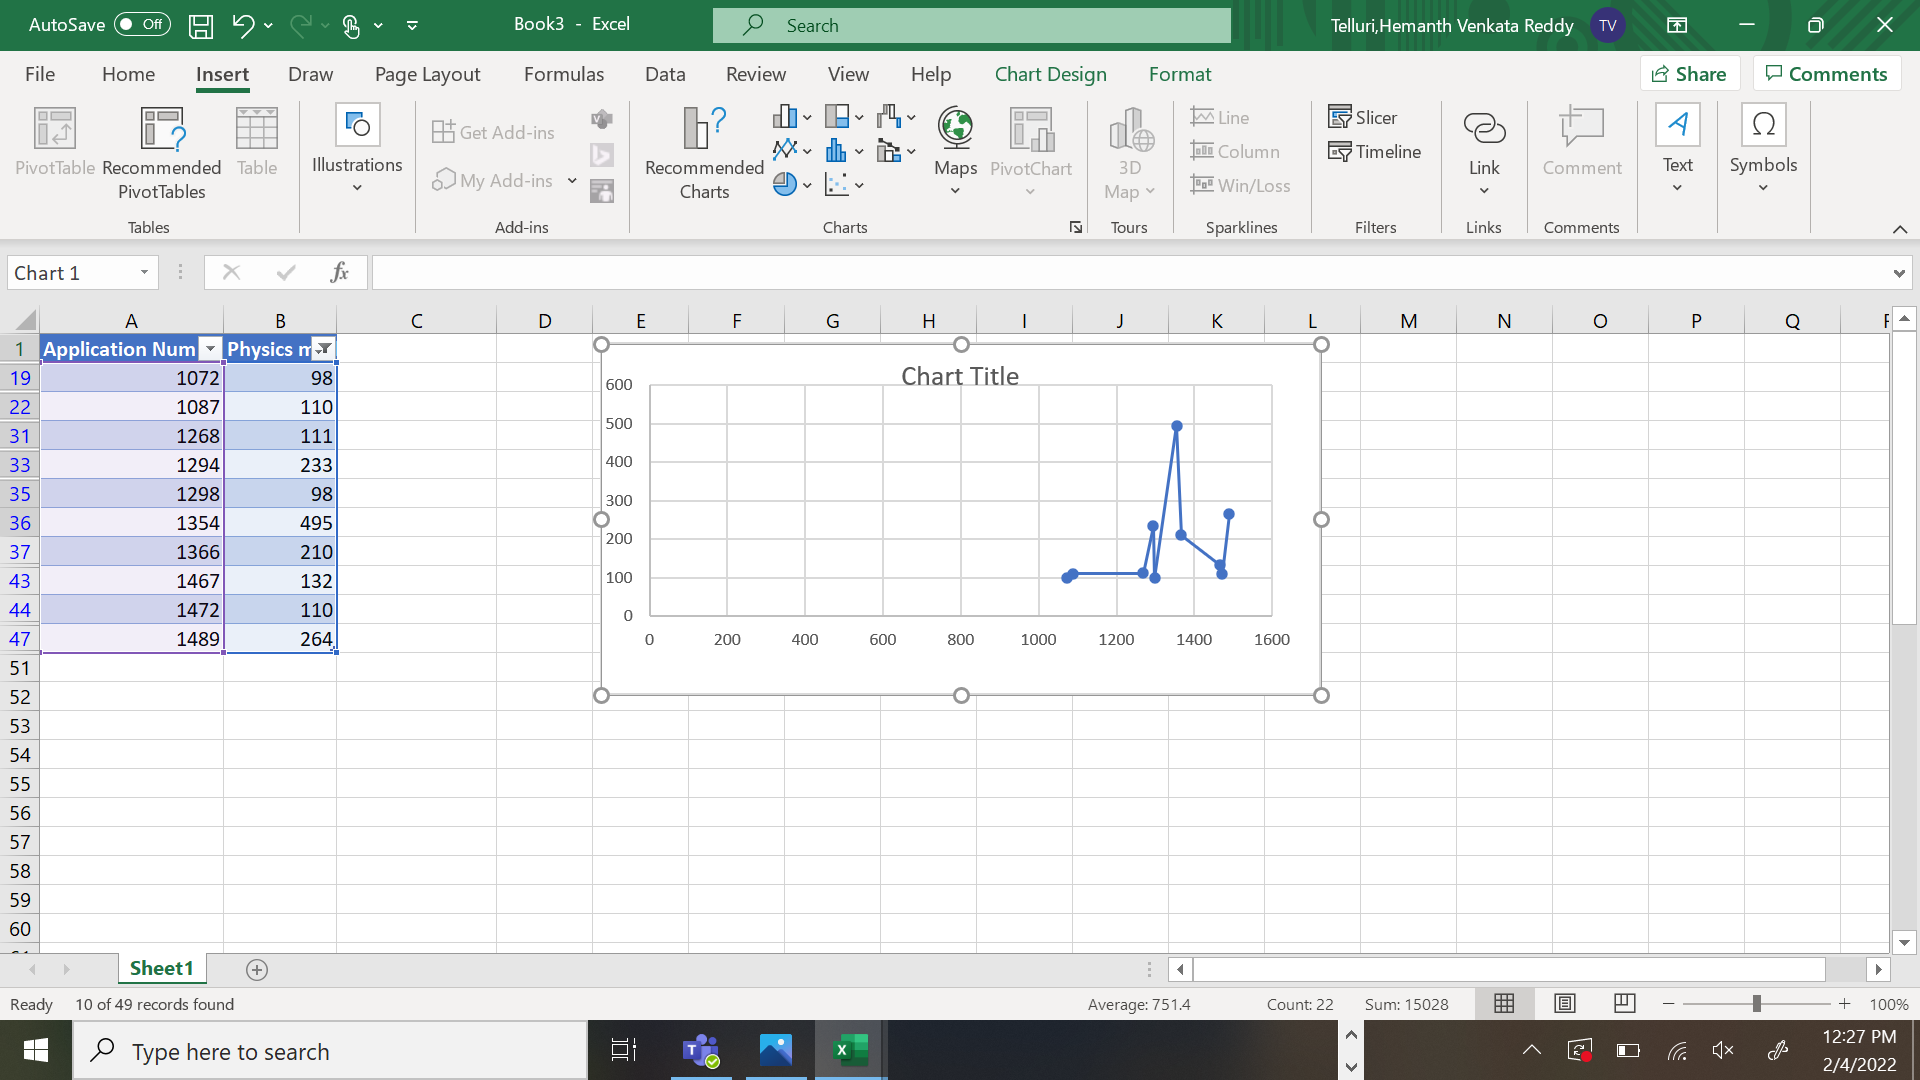 AutoSave Off Book3 - Excel Search Telluri,Hemanth Venkata Reddy TV
File Home Insert Draw Page Layout Formulas Data Review View Help Chart Design Format Share Comments
PivotTable Recommended PivotTables Table
Tables
Illustrations
Get Add-ins
My Add-ins
Add-ins
Recommended Charts
Maps PivotChart
Charts
3D Map
Tours
Line
Column
Win/Loss
Sparklines
Slicer
Timeline
Filters
Link
Links
Comment
Comments
Text
Symbols
Chart 1 fx
A B C D E F G H I J K L M N O P Q
1 Application Num Physics m
19 1072 98
22 1087 110
31 1268 111
33 1294 233
35 1298 98
36 1354 495
37 1366 210
43 1467 132
44 1472 110
47 1489 264
51
52
53
54
55
56
57
58
59
60
Chart Title
600
500
400
300
200
100
0
0 200 400 600 800 1000 1200 1400 1600
Sheet1
Ready 10 of 49 records found Average: 751.4 Count: 22 Sum: 15028 100%
Type here to search
12:27 PM
2/4/2022